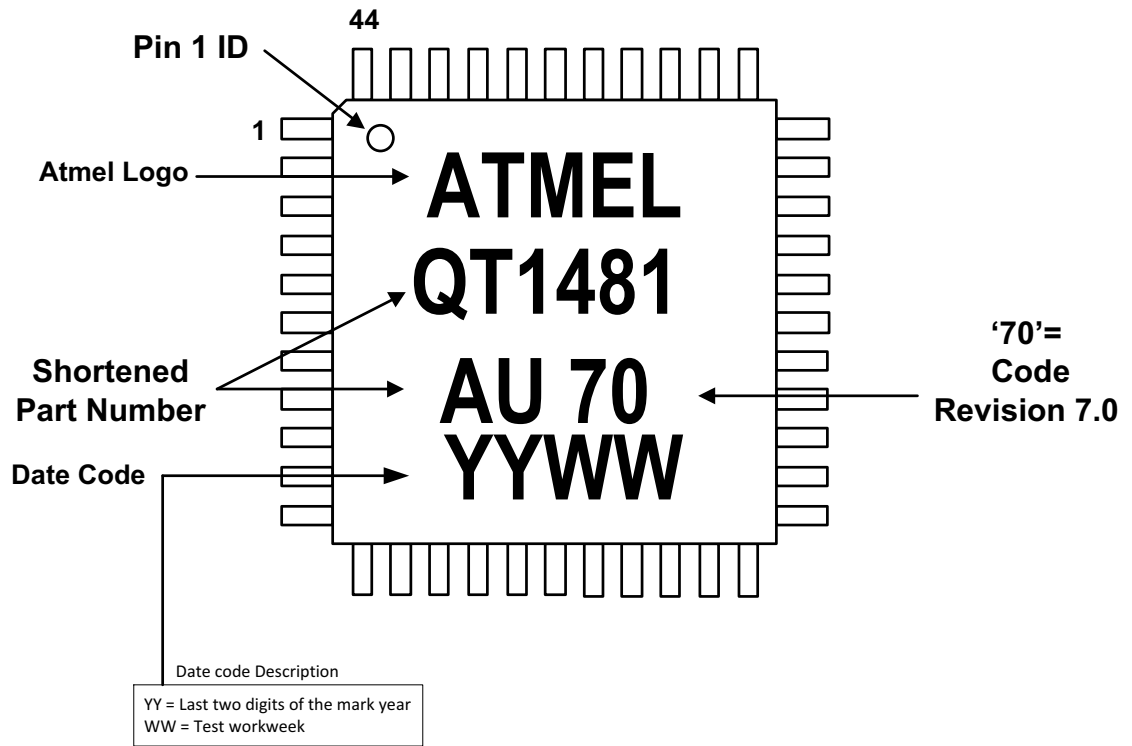 44
Pin 1 ID
1
Atmel Logo
ATMEL
QT1481
Shortened
Part Number
AU 70
‘70’=
Code
Revision 7.0
Date Code
YYWW
Date code Description
YY = Last two digits of the mark year
WW = Test workweek